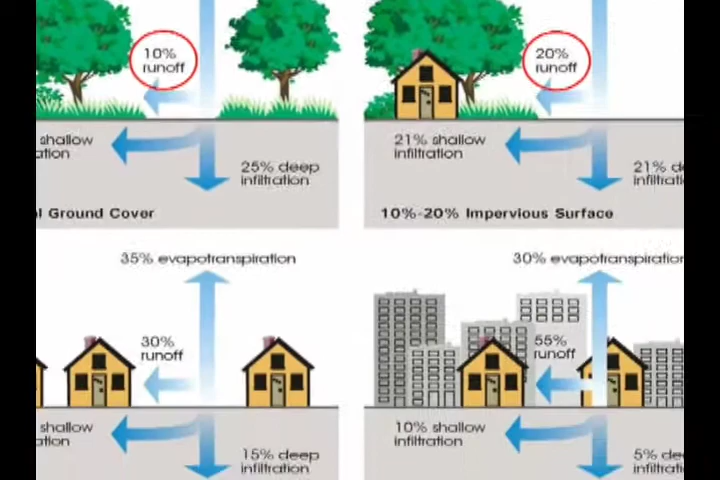 10%
runoff
shallow
25% deep
infiltration
Ground Cover
20%
runoff
21% shallow
infiltration
21%
10%-20% Impervious Surface
35% evapotranspiration
30%
runoff
shallow
15% deep
infiltration
30%
55%
runoff
10% shallow
infiltration
5%